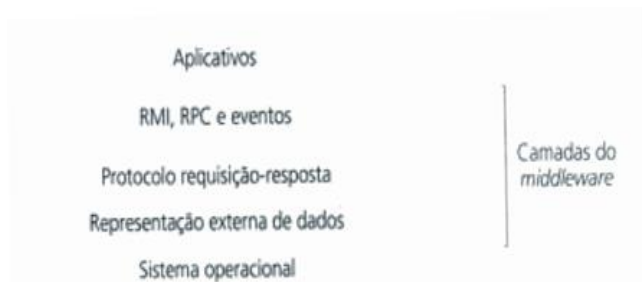 Aplicativos
RMI, RPC e eventos
Protocolo requisição-resposta
Representação externa de dados
Sistema operacional
Camadas do
middleware